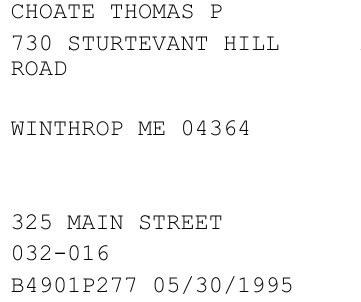 CHOATE THOMAS P
730 STURTEVANT HILL
ROAD
WINTHROP ME 04364
325 MAIN STREET
032-016
B4901P277 05/30/1995